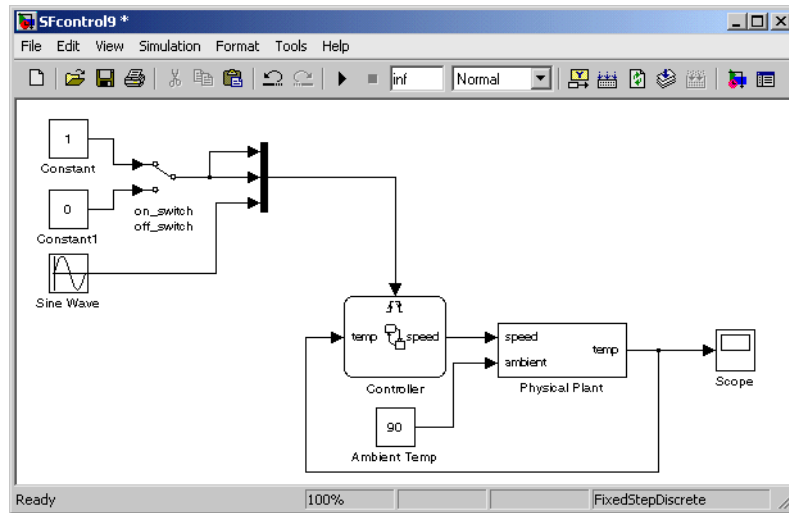 SFcontrol9 *
File Edit View Simulation Format Tools Help
inf Normal
1
Constant
0
Constant1
on_switch
off_switch
Sine Wave
temp speed
Controller
speed
ambient
temp
Physical Plant
Scope
90
Ambient Temp
Ready 100% FixedStepDiscrete